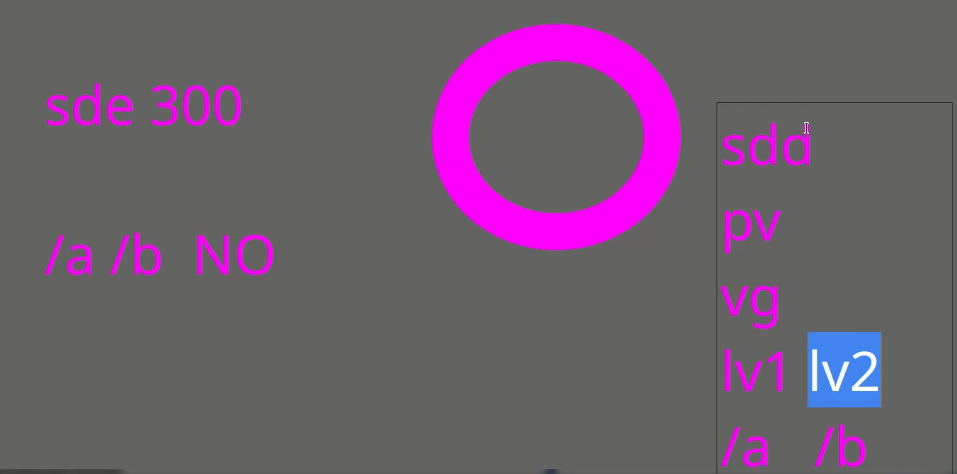 sde 300
/a /b  NO
sdd
pv
vg
lv1 lv2
/a /b